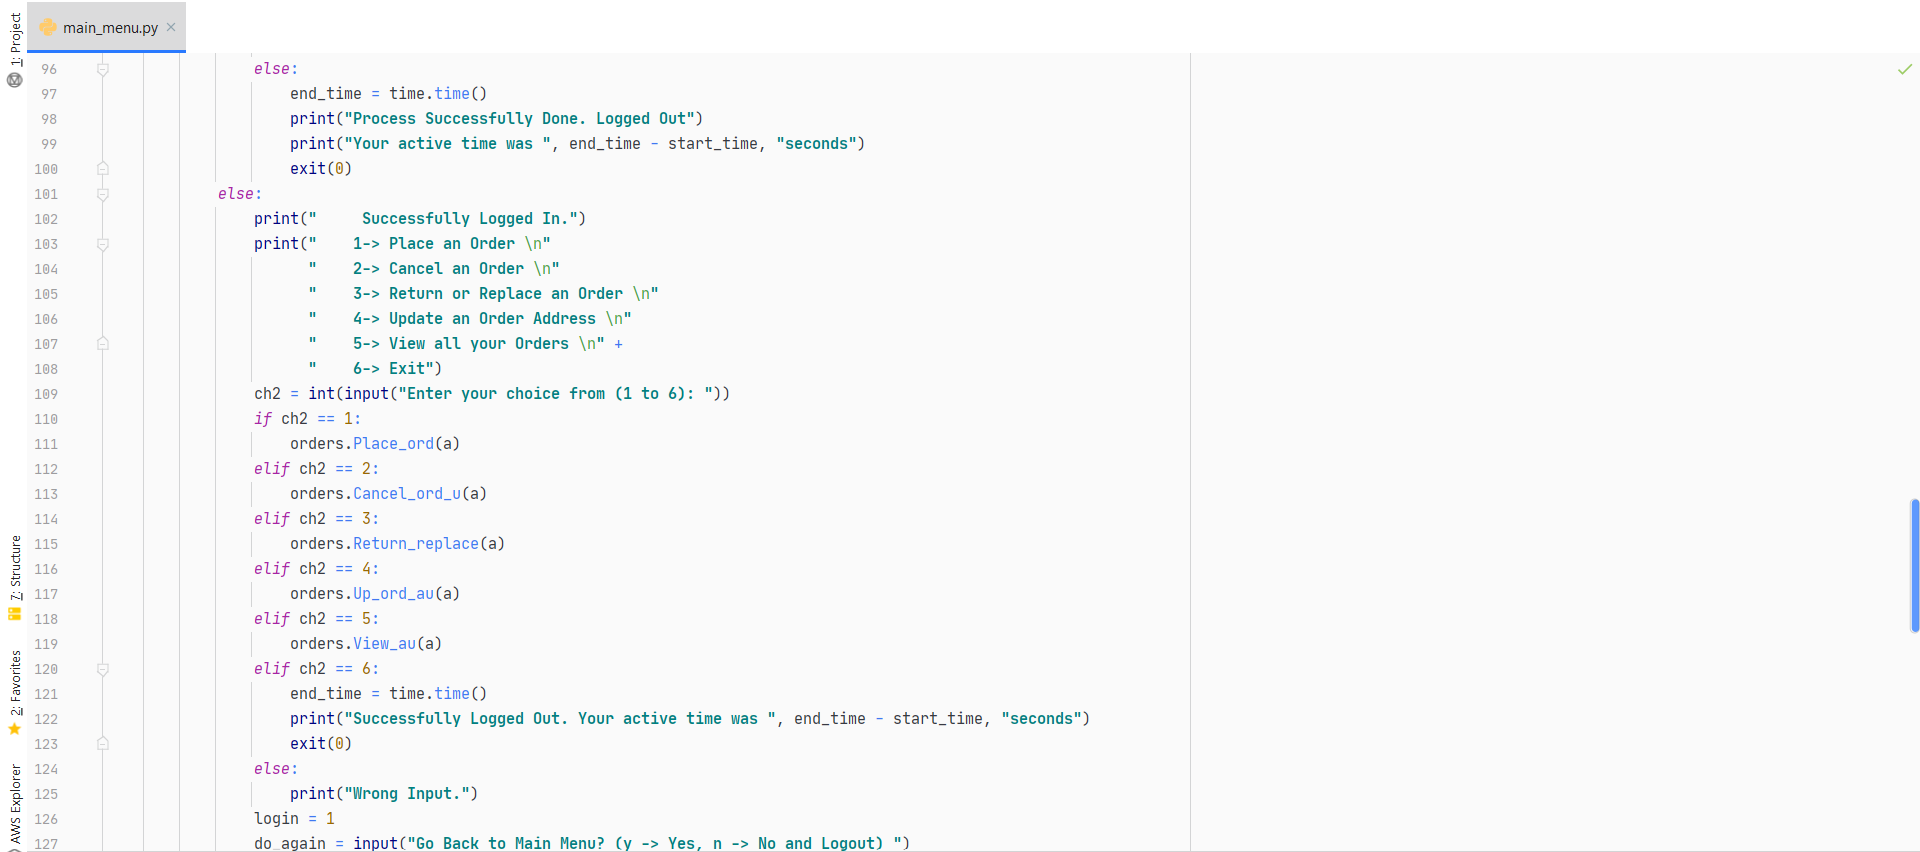 main_menu.py
1: Project
7: Structure
2: Favorites
AWS Explorer
96 else:
97 end_time = time.time()
98 print("Process Successfully Done. Logged Out")
99 print("Your active time was ", end_time - start_time, "seconds")
100 exit(0)
101 else:
102 print("     Successfully Logged In.")
103 print("    1-> Place an Order \n"
104 "    2-> Cancel an Order \n"
105 "    3-> Return or Replace an Order \n"
106 "    4-> Update an Order Address \n"
107 "    5-> View all your Orders \n" +
108 "    6-> Exit")
109 ch2 = int(input("Enter your choice from (1 to 6): "))
110 if ch2 == 1:
111 orders.Place_ord(a)
112 elif ch2 == 2:
113 orders.Cancel_ord_u(a)
114 elif ch2 == 3:
115 orders.Return_replace(a)
116 elif ch2 == 4:
117 orders.Up_ord_au(a)
118 elif ch2 == 5:
119 orders.View_au(a)
120 elif ch2 == 6:
121 end_time = time.time()
122 print("Successfully Logged Out. Your active time was ", end_time - start_time, "seconds")
123 exit(0)
124 else:
125 print("Wrong Input.")
126 login = 1
127 do_again = input("Go Back to Main Menu? (y -> Yes, n -> No and Logout) ")